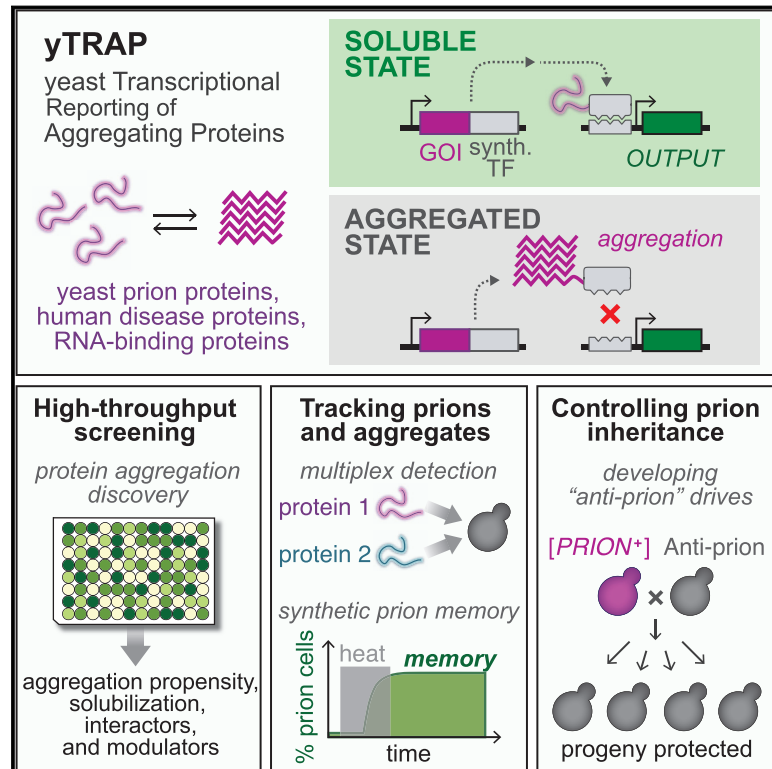 yTRAP
yeast Transcriptional
Reporting of
Aggregating Proteins
yeast prion proteins,
human disease proteins,
RNA-binding proteins
SOLUBLE
STATE
GOI
synth.
TF
OUTPUT
AGGREGATED
STATE
aggregation
High-throughput
screening
protein aggregation
discovery
aggregation propensity,
solubilization,
interactors,
and modulators
Tracking prions
and aggregates
multiplex detection
protein 1
protein 2
synthetic prion memory
% prion cells
heat
memory
time
Controlling prion
inheritance
developing
“anti-prion” drives
[PRION⁺] Anti-prion
progeny protected